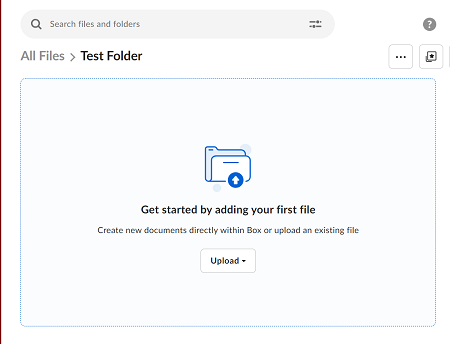 Search files and folders
?
All Files > Test Folder
Get started by adding your first file
Create new documents directly within Box or upload an existing file
Upload